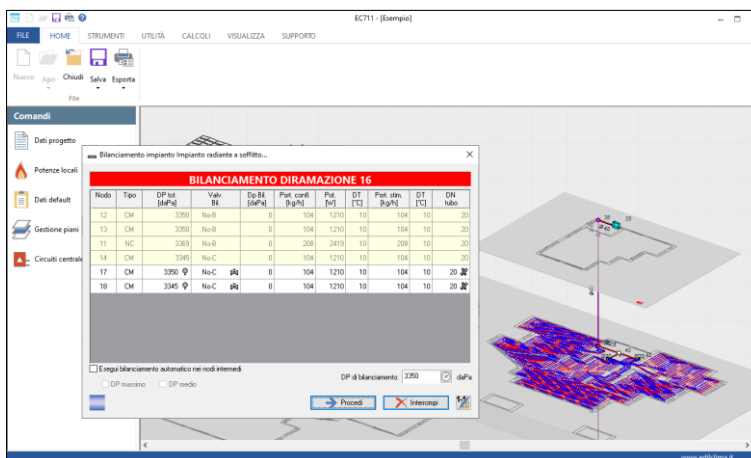 EC711 - [Esempio]
FILE HOME STRUMENTI UTILITÀ CALCOLI VISUALIZZA SUPPORTO
Nuovo Apri Chiudi Salva Esporta
File
Comandi
Dati progetto
Potenze locali
Dati default
Gestione piani
Circuiti centrale
Bilanciamento impianto Impianto radiante a soffitto...
BILANCIAMENTO DIRAMAZIONE 16
Nodo Tipo DP tot. [daPa] Valv. Bil. Dp Bil. [daPa] Port. confl. [kg/h] Pot. [W] DT [°C] Port. stim. [kg/h] DT [°C] DN tubo
12 CM 3350 No-B 0 104 1210 10 104 10 20
13 CM 3350 No-B 0 104 1210 10 104 10 20
11 NC 3369 No-B 0 208 2419 10 208 10 20
14 CM 3345 No-C 0 104 1210 10 104 10 20
17 CM 3350 No-C 0 104 1210 10 104 10 20
18 CM 3345 No-C 0 104 1210 10 104 10 20
Esegui bilanciamento automatico nei nodi intermedi
DP massimo DP medio
DP di bilanciamento: 3350 daPa
Procedi Interrompi
www.edilclima.it